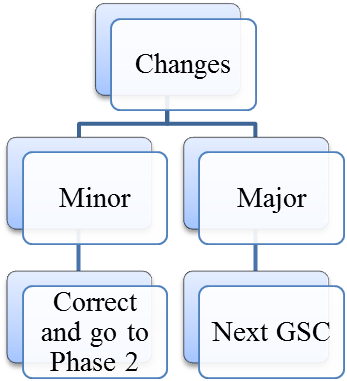 Changes
Minor
Major
Correct
and go to
Phase 2
Next GSC